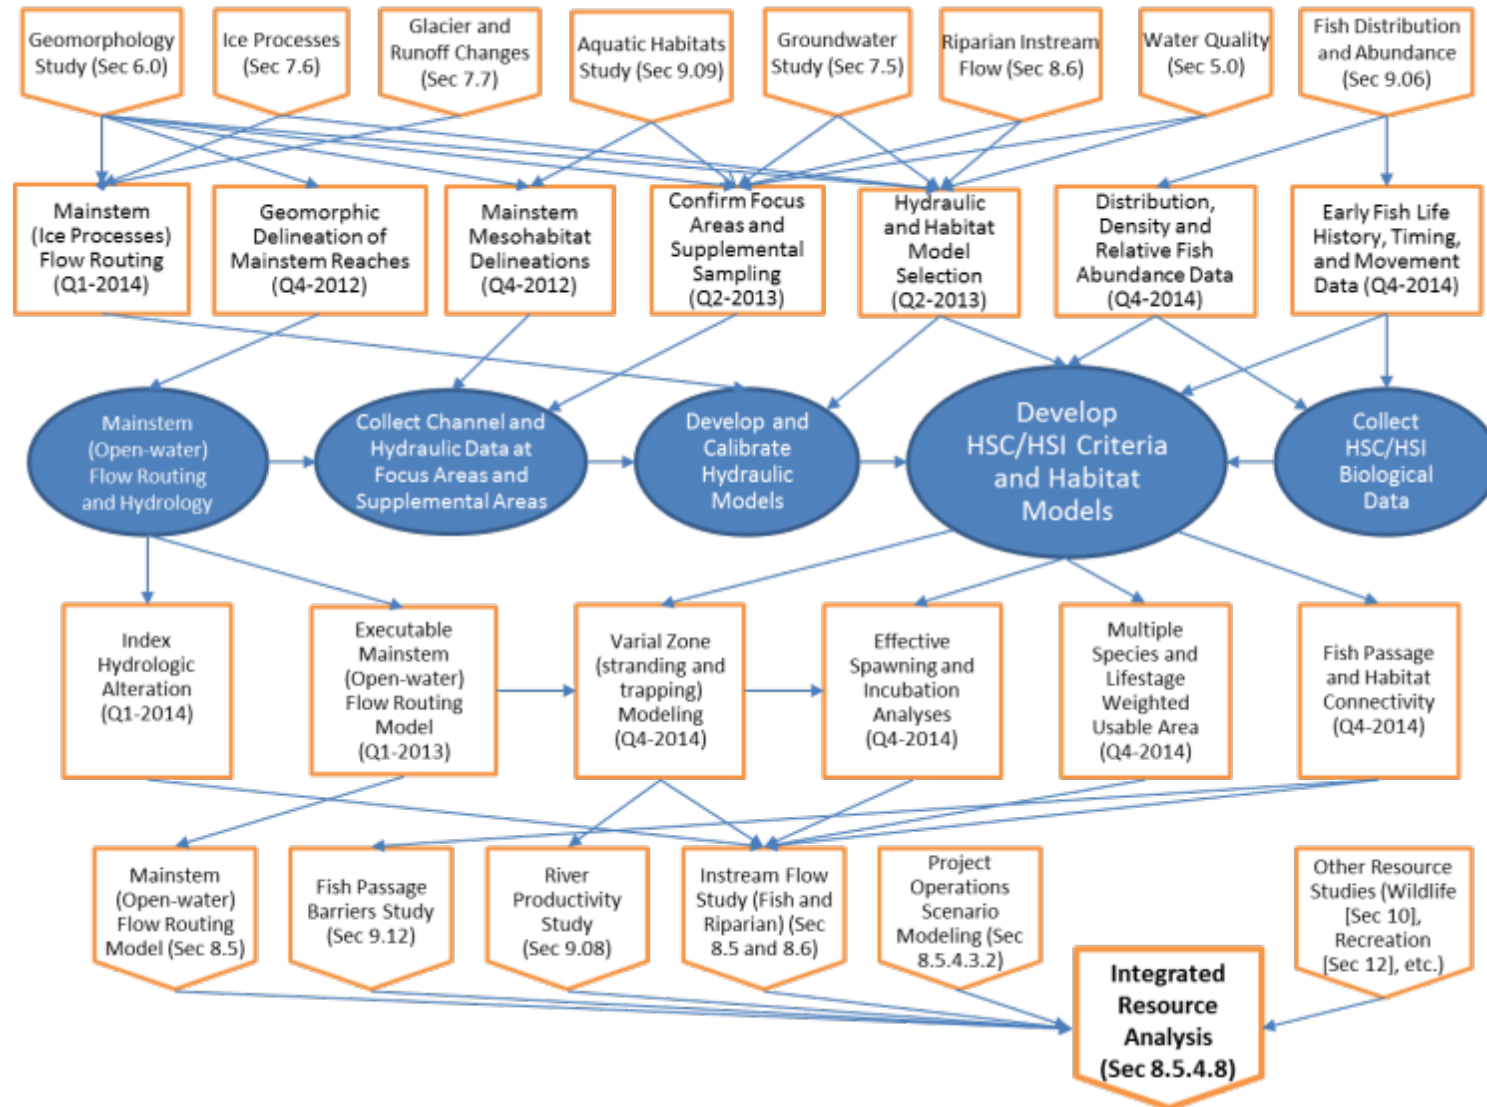 Geomorphology
Study (Sec 6.0)
Ice Processes
(Sec 7.6)
Glacier and
Runoff Changes
(Sec 7.7)
Aquatic Habitats
Study (Sec 9.09)
Groundwater
Study (Sec 7.5)
Riparian Instream
Flow (Sec 8.6)
Water Quality
(Sec 5.0)
Fish Distribution
and Abundance
(Sec 9.06)
Mainstem
(Ice Processes)
Flow Routing
(Q1-2014)
Geomorphic
Delineation of
Mainstem Reaches
(Q4-2012)
Mainstem
Mesohabitat
Delineations
(Q4-2012)
Confirm Focus
Areas and
Supplemental
Sampling
(Q2-2013)
Hydraulic
and Habitat
Model
Selection
(Q2-2013)
Distribution,
Density and
Relative Fish
Abundance Data
(Q4-2014)
Early Fish Life
History, Timing,
and Movement
Data (Q4-2014)
Mainstem
(Open-water)
Flow Routing
and Hydrology
Collect Channel and
Hydraulic Data at
Focus Areas and
Supplemental Areas
Develop and
Calibrate
Hydraulic
Models
Develop
HSC/HSI Criteria
and Habitat
Models
Collect
HSC/HSI
Biological
Data
Index
Hydrologic
Alteration
(Q1-2014)
Executable
Mainstem
(Open-water)
Flow Routing
Model
(Q1-2013)
Varial Zone
(stranding and
trapping)
Modeling
(Q4-2014)
Effective
Spawning and
Incubation
Analyses
(Q4-2014)
Multiple
Species and
Lifestage
Weighted
Usable Area
(Q4-2014)
Fish Passage
and Habitat
Connectivity
(Q4-2014)
Mainstem
(Open-water)
Flow Routing
Model (Sec 8.5)
Fish Passage
Barriers Study
(Sec 9.12)
River
Productivity
Study
(Sec 9.08)
Instream Flow
Study (Fish and
Riparian) (Sec
8.5 and 8.6)
Project
Operations
Scenario
Modeling (Sec
8.5.4.3.2)
Other Resource
Studies (Wildlife
[Sec 10],
Recreation
[Sec 12], etc.)
Integrated
Resource
Analysis
(Sec 8.5.4.8)